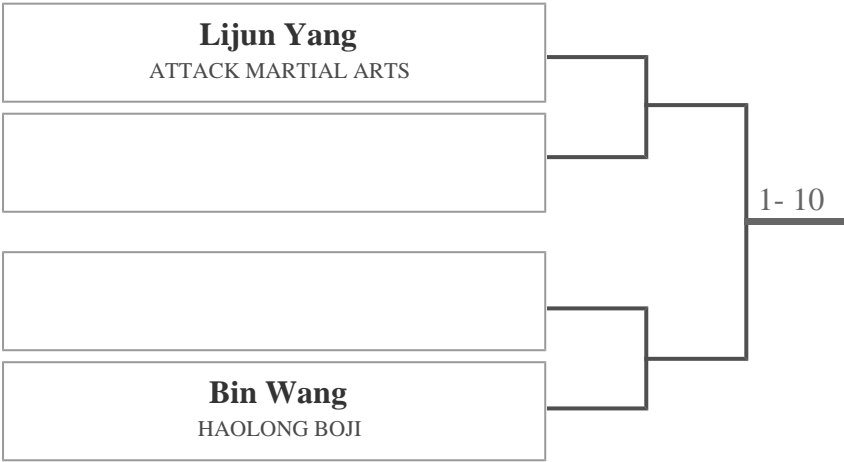 Lijun Yang
ATTACK MARTIAL ARTS
1- 10
Bin Wang
HAOLONG BOJI